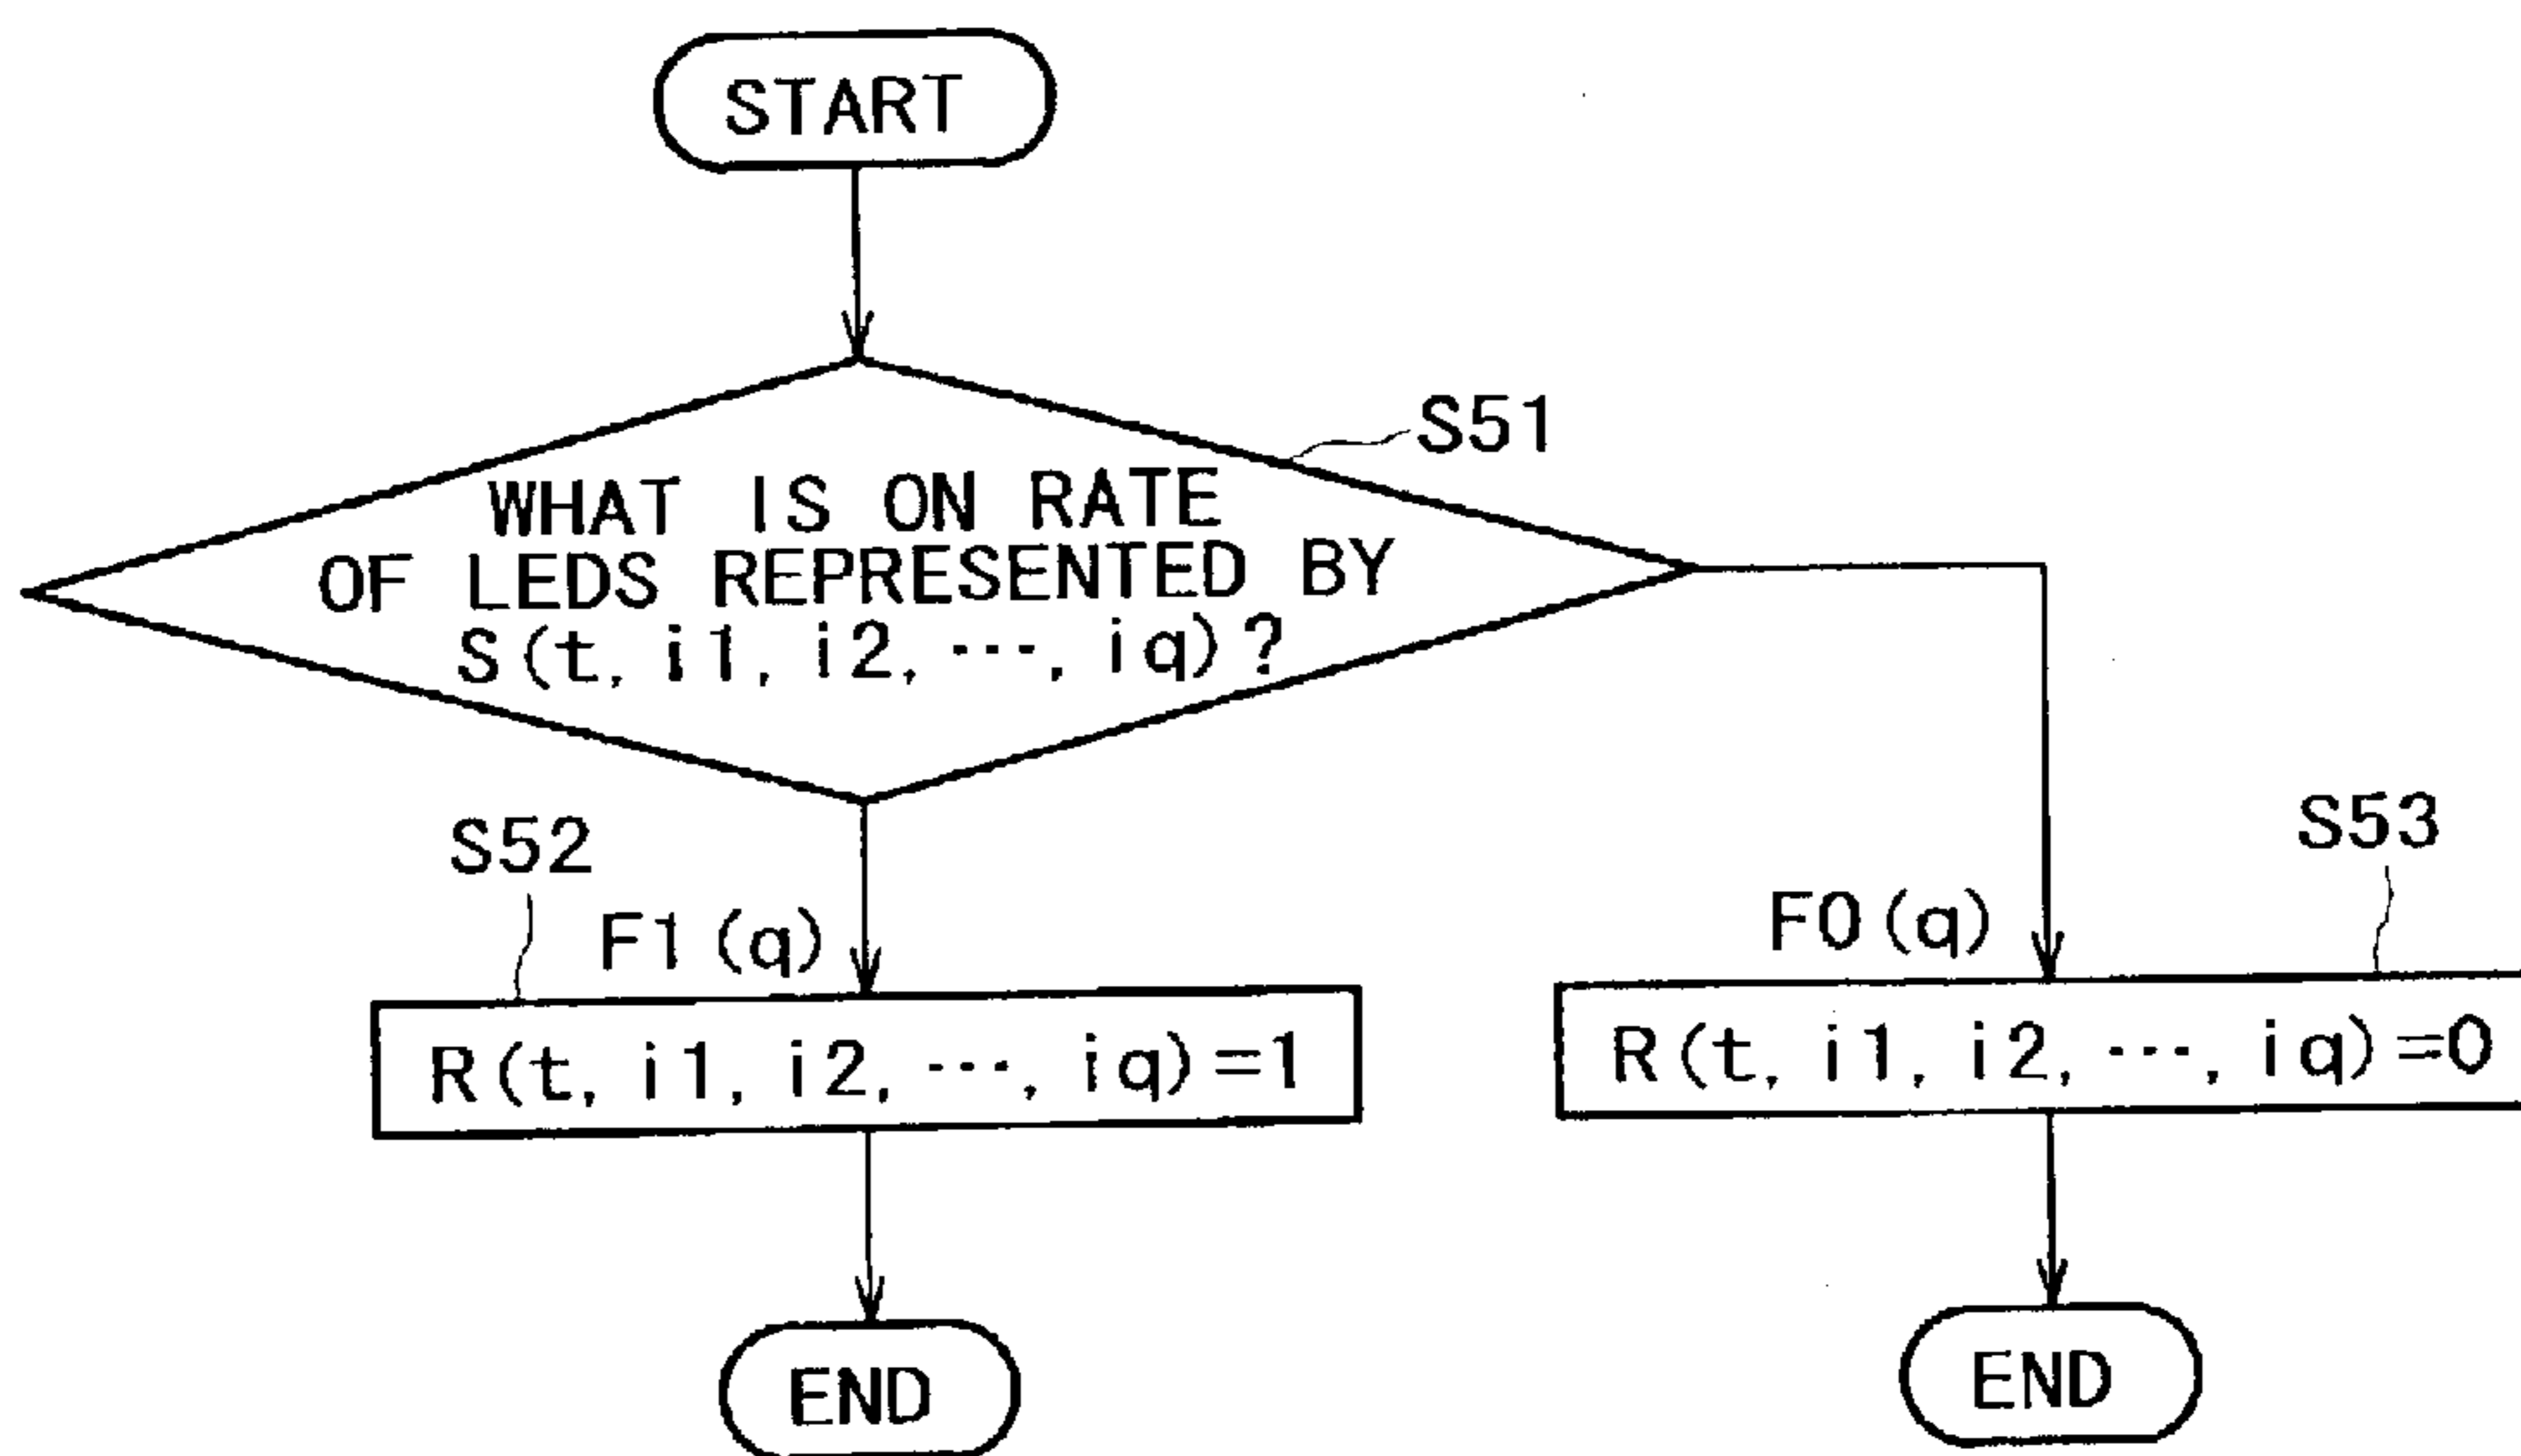 START
S51
WHAT IS ON RATE
OF LEDS REPRESENTED BY
S(t, i1, i2, ···, iq)?
S52
S53
F1(q)
F0(q)
R(t, i1, i2, ···, iq)=1
R(t, i1, i2, ···, iq)=0
END
END